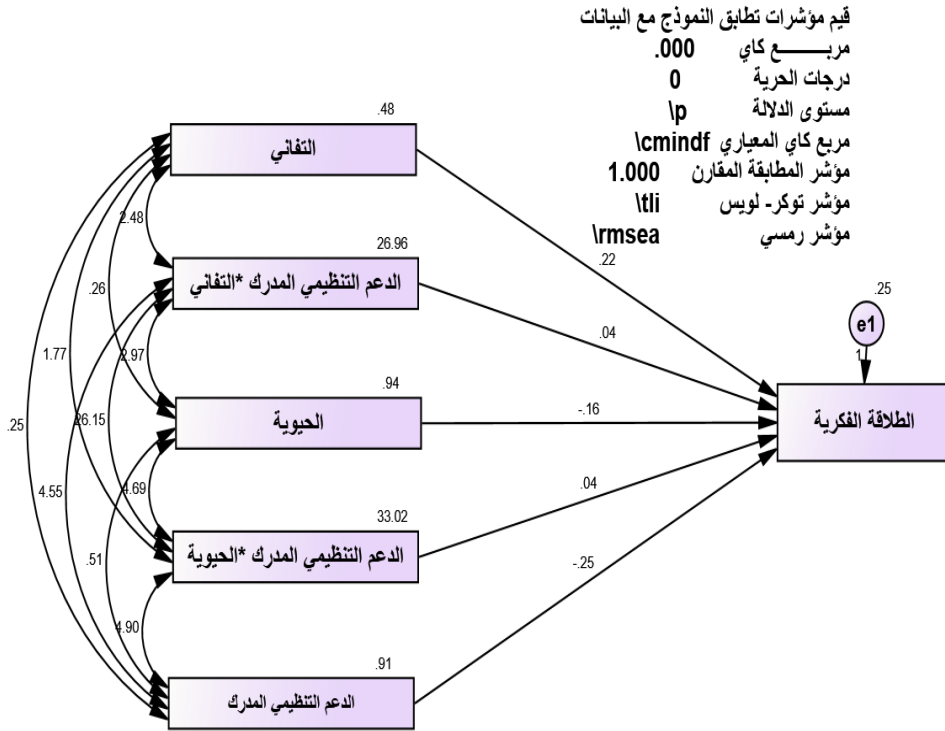 قيم مؤشرات تطابق النموذج مع البيانات
مربـــــــع كاي .000
درجات الحرية 0
مستوى الدلالة \p
مربع كاي المعياري \cmindf
مؤشر المطابقة المقارن 1.000
مؤشر توكر- لويس \tli
مؤشر رمسي \rmsea
.48
التفاني
2.48
.22
26.96
الدعم التنظيمي المدرك *التفاني
.25
e1
.26
.04
1.77
2.97
.94
1
الحيوية
-.16
الطلاقة الفكرية
.25
26.15
4.55
4.69
.04
33.02
الدعم التنظيمي المدرك *الحيوية
.51
-.25
4.90
.91
الدعم التنظيمي المدرك